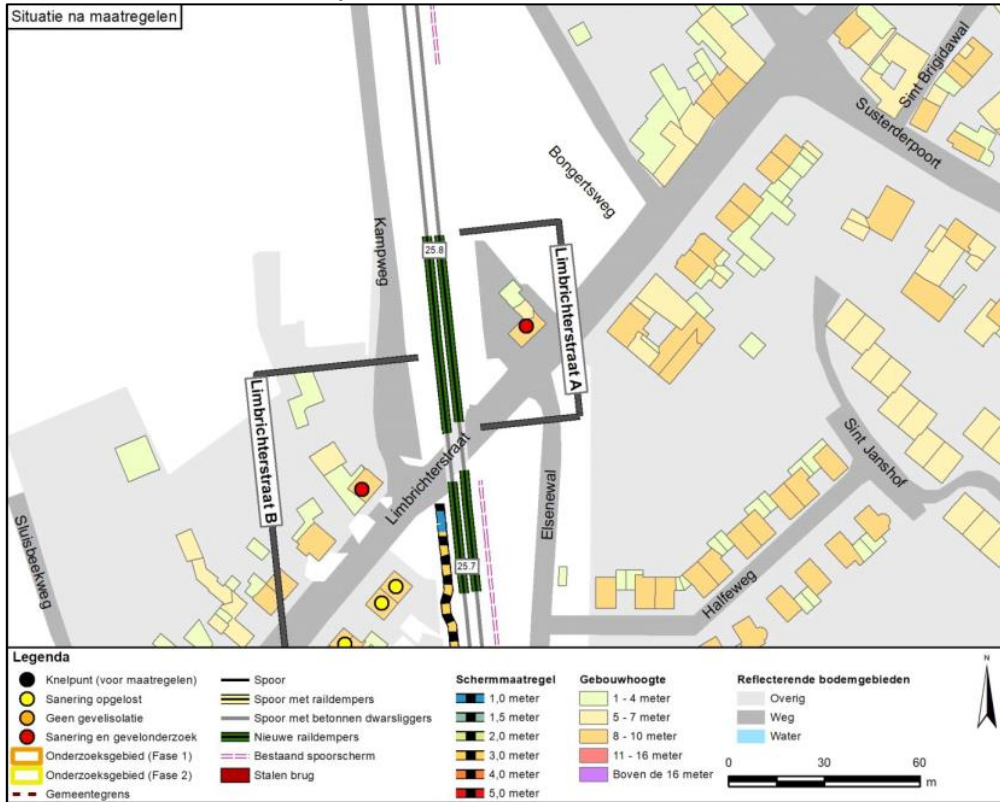 Situatie na maatregelen
Sint Brigidawal
Susterderpoort
Bongertsweg
Kampweg
25.8
Limbrichterstraat A
Limbrichterstraat B
Limbrichterstraat
Sint Janshof
Elsenewal
Sluisbeekweg
25.7
Halfeweg
Legenda
Knelpunt (voor maatregelen)
Sanering opgelost
Geen gevelisolatie
Sanering en gevelonderzoek
Onderzoeksgebied (Fase 1)
Onderzoeksgebied (Fase 2)
Gemeentegrens
Spoor
Spoor met raildempers
Spoor met betonnen dwarsliggers
Nieuwe raildempers
Bestaand spoorscherm
Stalen brug
Schermmaatregel
1,0 meter
1,5 meter
2,0 meter
3,0 meter
4,0 meter
5,0 meter
Gebouwhoogte
1 - 4 meter
5 - 7 meter
8 - 10 meter
11 - 16 meter
Boven de 16 meter
Reflecterende bodemgebieden
Overig
Weg
Water
N
0 30 60
m